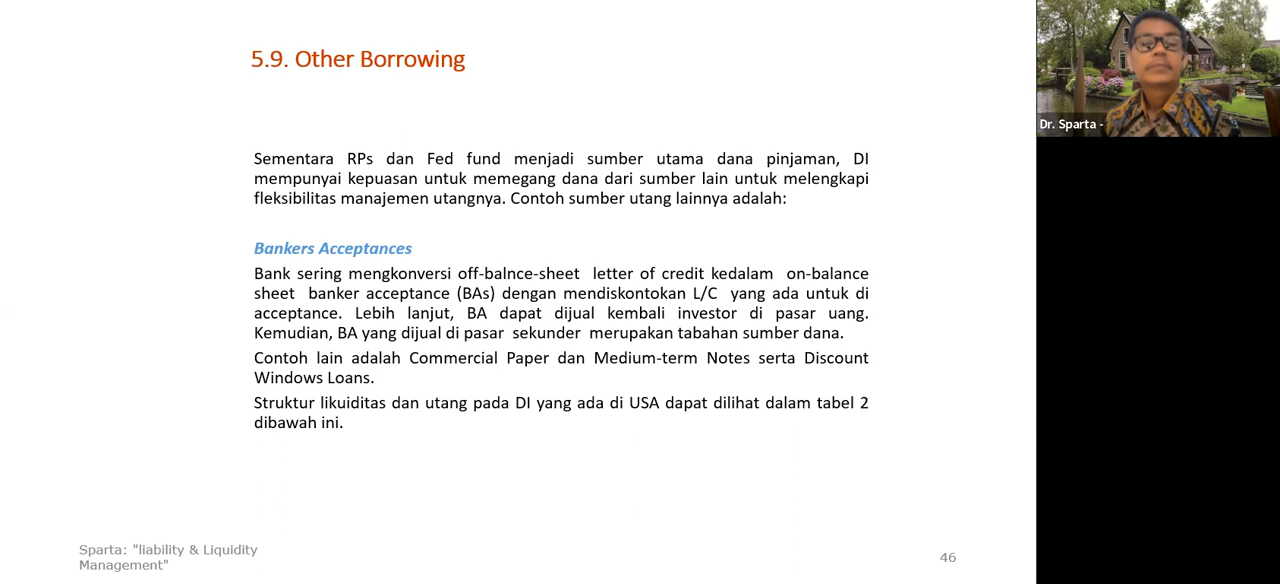 5.9. Other Borrowing
Sementara RPs dan Fed fund menjadi sumber utama dana pinjaman, DI
mempunyai kepuasan untuk memegang dana dari sumber lain untuk melengkapi
fleksibilitas manajemen utangnya. Contoh sumber utang lainnya adalah:
Bankers Acceptances
Bank sering mengkonversi off-balnce-sheet letter of credit kedalam on-balance
sheet banker acceptance (BAs) dengan mendiskontokan L/C yang ada untuk di
acceptance. Lebih lanjut, BA dapat dijual kembali investor di pasar uang.
Kemudian, BA yang dijual di pasar sekunder merupakan tabahan sumber dana.
Contoh lain adalah Commercial Paper dan Medium-term Notes serta Discount
Windows Loans.
Struktur likuiditas dan utang pada DI yang ada di USA dapat dilihat dalam tabel 2
dibawah ini.
Sparta: "liability & Liquidity
Management"
46
Dr. Sparta -